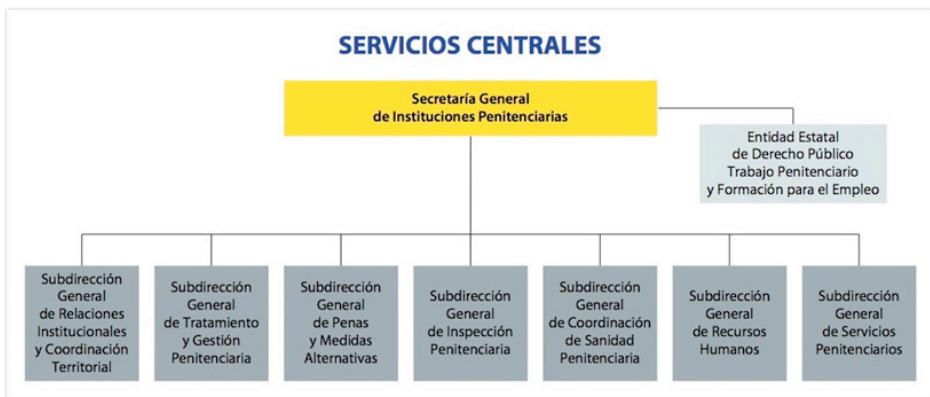 SERVICIOS CENTRALES
Secretaría General
de Instituciones Penitenciarias
Entidad Estatal
de Derecho Público
Trabajo Penitenciario
y Formación para el Empleo
Subdirección
General
de Relaciones
Institucionales
y Coordinación
Territorial
Subdirección
General
de Tratamiento
y Gestión
Penitenciaria
Subdirección
General
de Penas
y Medidas
Alternativas
Subdirección
General
de Inspección
Penitenciaria
Subdirección
General
de Coordinación
de Sanidad
Penitenciaria
Subdirección
General
de Recursos
Humanos
Subdirección
General
de Servicios
Penitenciarios